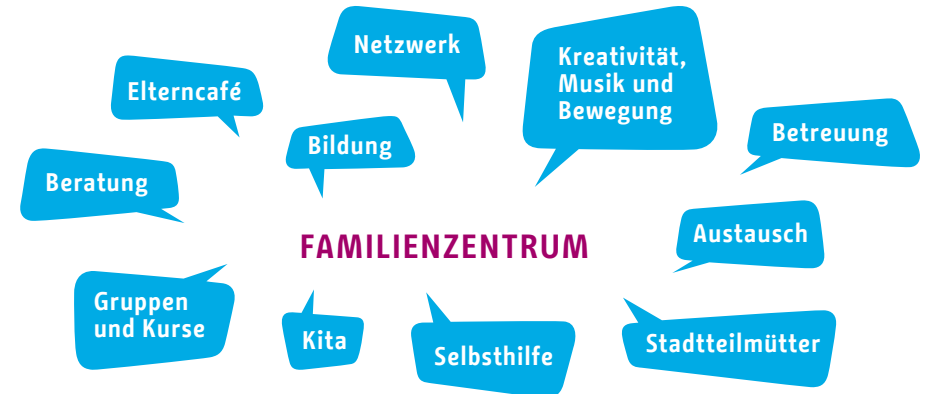 Netzwerk
Kreativität,
Musik und
Bewegung
Elterncafé
Bildung
Betreuung
Beratung
FAMILIENZENTRUM
Austausch
Gruppen
und Kurse
Kita
Selbsthilfe
Stadtteilmütter